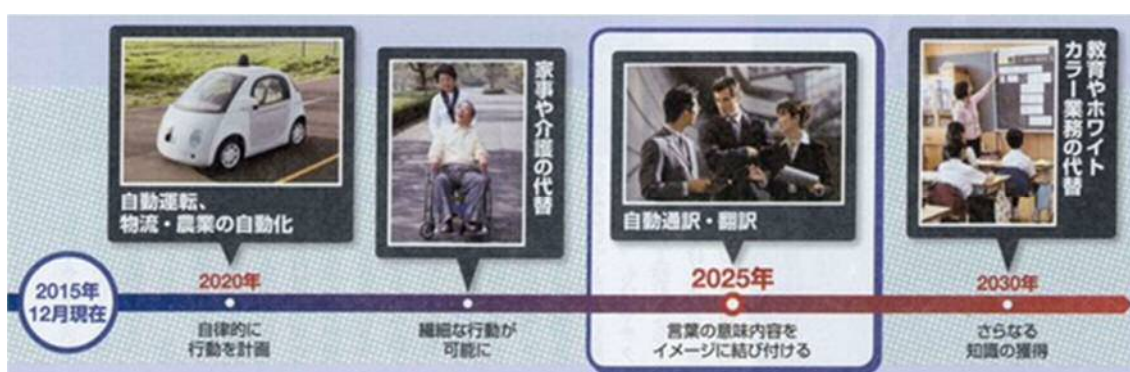 2015年
12月現在
自動運転、
物流・農業の自動化
2020年
自律的に
行動を計画
家事や介護の代替
繊細な行動が
可能に
自動通訳・翻訳
2025年
言葉の意味内容を
イメージに結び付ける
教育やホワイト
カラー業務の代替
2030年
さらなる
知識の獲得